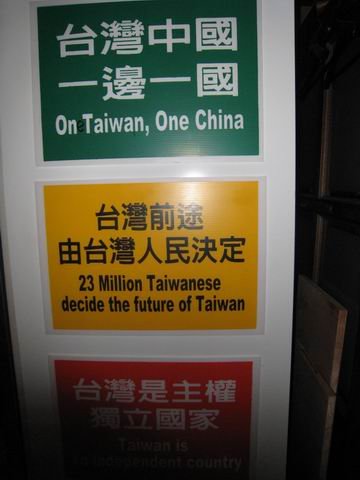 台灣中國
一邊一國
One Taiwan, One China
台灣前途
由台灣人民決定
23 Million Taiwanese
decide the future of Taiwan
台灣是主權
獨立國家
Taiwan is
an independent country